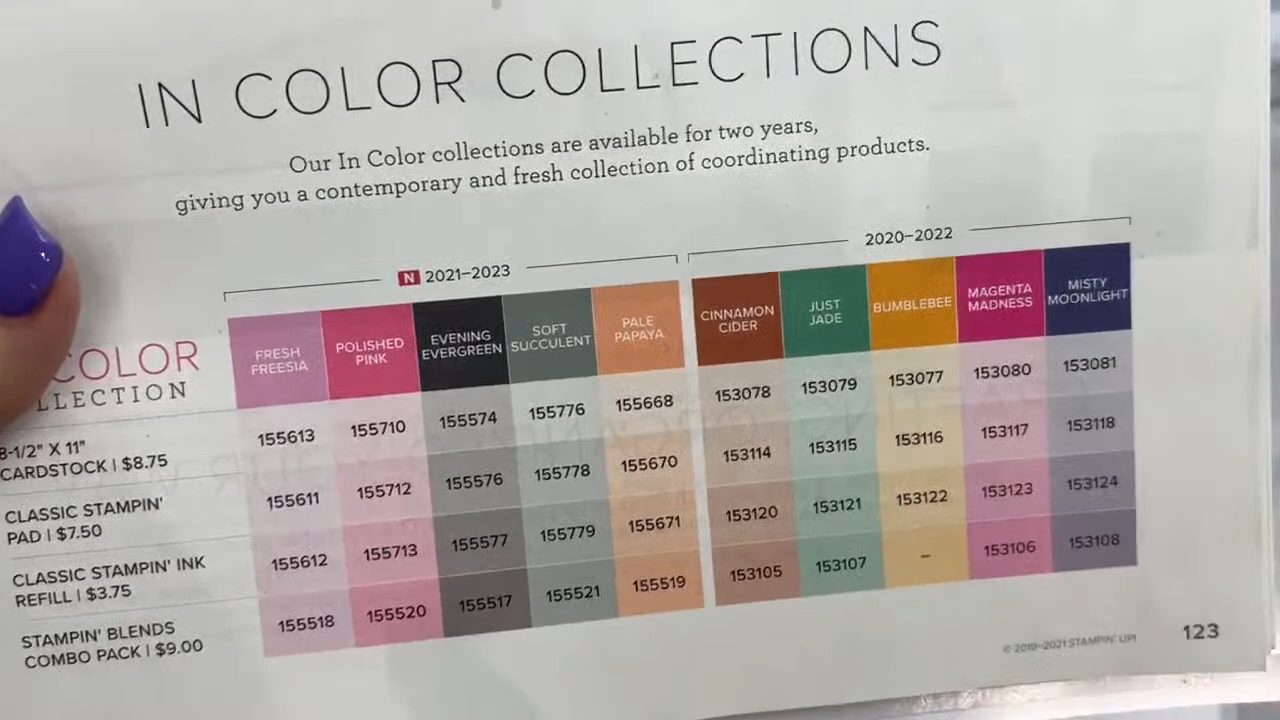 IN COLOR COLLECTIONS
Our In Color collections are available for two years,
giving you a contemporary and fresh collection of coordinating products.
N 2021–2023
2020–2022
COLOR
LLECTION
FRESH
FREESIA
POLISHED
PINK
EVENING
EVERGREEN
SOFT
SUCCULENT
PALE
PAPAYA
CINNAMON
CIDER
JUST
JADE
BUMBLEBEE
MAGENTA
MADNESS
MISTY
MOONLIGHT
8-1/2" X 11"
CARDSTOCK | $8.75
155613 155710 155574 155776 155668 153078 153079 153077 153080 153081
CLASSIC STAMPIN'
PAD | $7.50
155611 155712 155576 155778 155670 153114 153115 153116 153117 153118
CLASSIC STAMPIN' INK
REFILL | $3.75
155612 155713 155577 155779 155671 153120 153121 153122 153123 153124
STAMPIN' BLENDS
COMBO PACK | $9.00
155518 155520 155517 155521 155519 153105 153107 – 153106 153108
© 2019–2021 STAMPIN' UP!
123